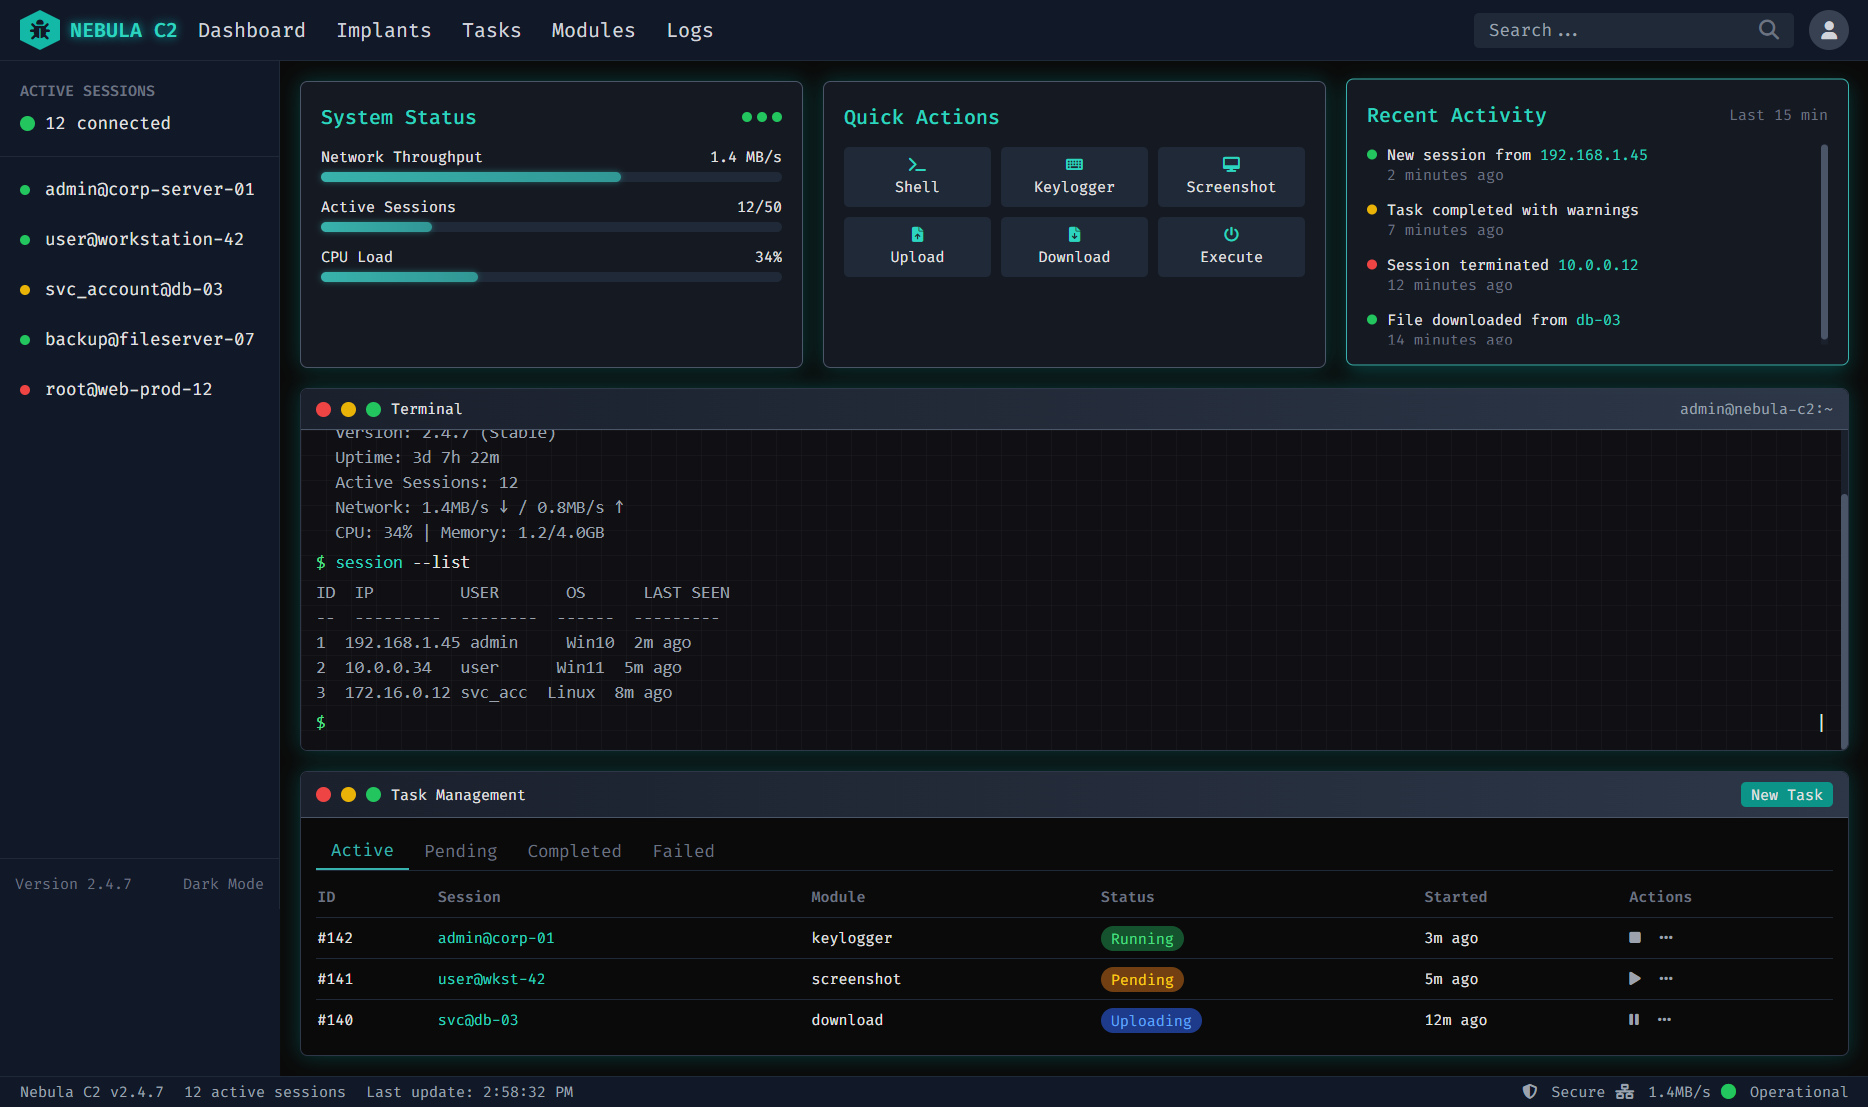 NEBULA C2 Dashboard Implants Tasks Modules Logs Search...
ACTIVE SESSIONS
12 connected
admin@corp-server-01
user@workstation-42
svc_account@db-03
backup@fileserver-07
root@web-prod-12
Version 2.4.7 Dark Mode
System Status
Network Throughput 1.4 MB/s
Active Sessions 12/50
CPU Load 34%
Quick Actions
Shell Keylogger Screenshot
Upload Download Execute
Recent Activity Last 15 min
New session from 192.168.1.45
2 minutes ago
Task completed with warnings
7 minutes ago
Session terminated 10.0.0.12
12 minutes ago
File downloaded from db-03
14 minutes ago
Terminal admin@nebula-c2:~
Version: 2.4.7 (Stable)
Uptime: 3d 7h 22m
Active Sessions: 12
Network: 1.4MB/s ↓ / 0.8MB/s ↑
CPU: 34% | Memory: 1.2/4.0GB
$ session --list
ID IP USER OS LAST SEEN
-- --------- -------- ------ ---------
1 192.168.1.45 admin Win10 2m ago
2 10.0.0.34 user Win11 5m ago
3 172.16.0.12 svc_acc Linux 8m ago
$
Task Management New Task
Active Pending Completed Failed
ID Session Module Status Started Actions
#142 admin@corp-01 keylogger Running 3m ago
#141 user@wkst-42 screenshot Pending 5m ago
#140 svc@db-03 download Uploading 12m ago
Nebula C2 v2.4.7 12 active sessions Last update: 2:58:32 PM Secure 1.4MB/s Operational